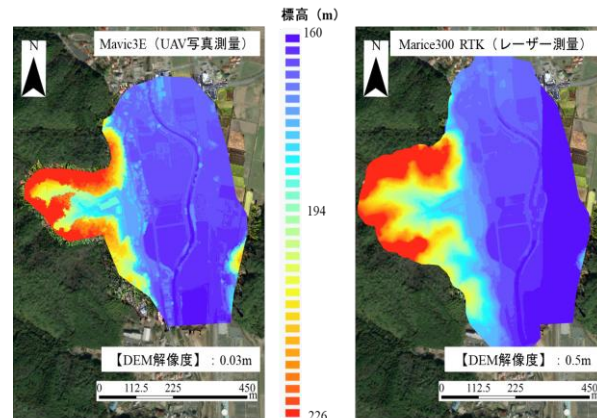 標高（m）
160
194
226
N
Mavic3E（UAV写真測量）
【DEM解像度】：0.03m
0 112.5 225 450
m
N
Marice300 RTK（レーザー測量）
【DEM解像度】：0.5m
0 112.5 225 450
m